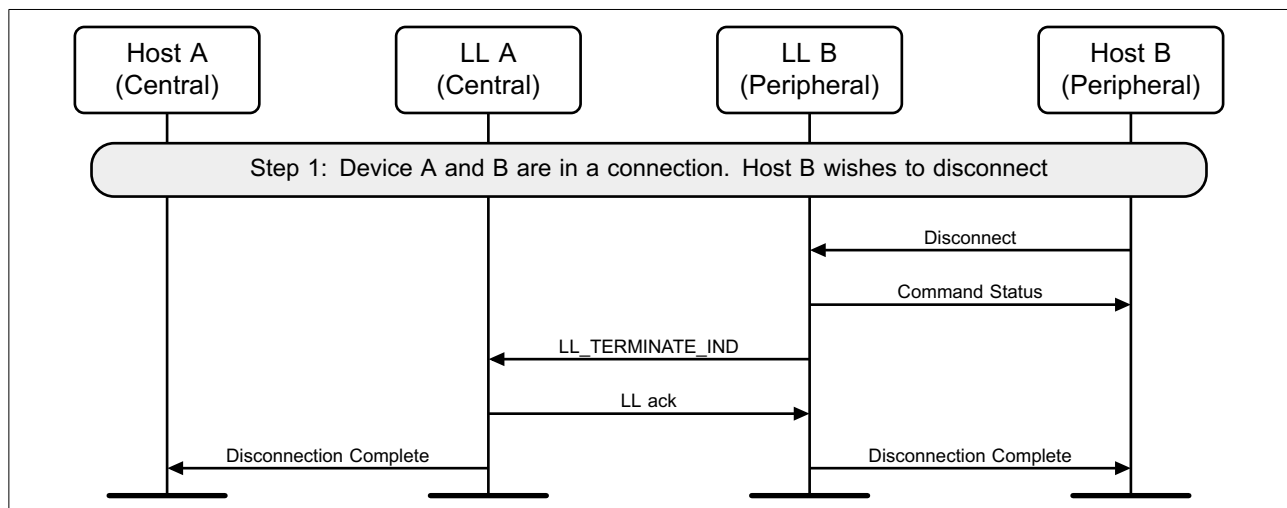 Host A
(Central)
LL A
(Central)
LL B
(Peripheral)
Host B
(Peripheral)
Step 1: Device A and B are in a connection. Host B wishes to disconnect
Disconnect
Command Status
LL_TERMINATE_IND
LL ack
Disconnection Complete
Disconnection Complete